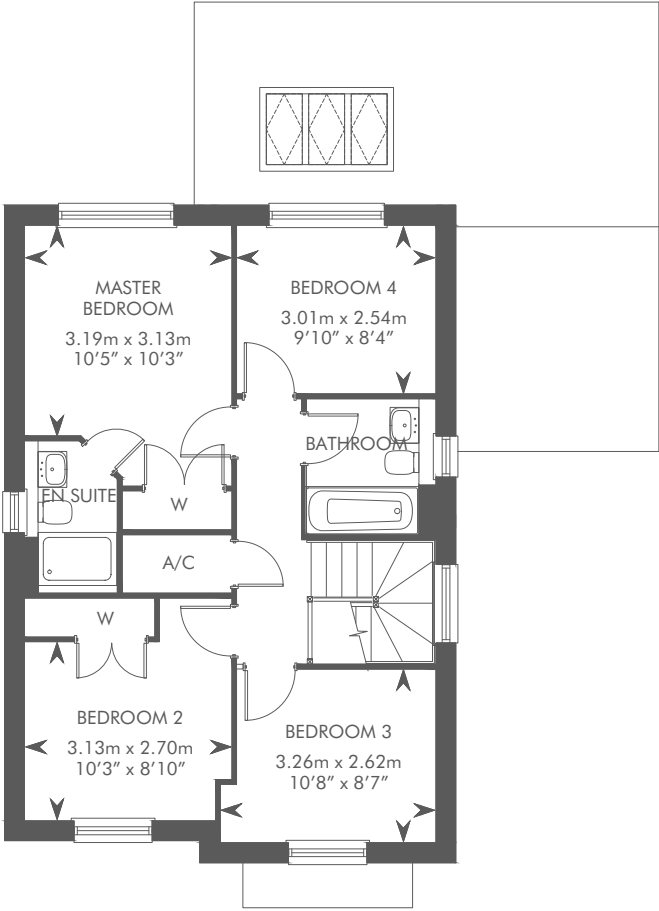 MASTER
BEDROOM
3.19m x 3.13m
10’5” x 10’3”
BEDROOM 4
3.01m x 2.54m
9’10” x 8’4”
BATHROOM
EN SUITE
W
A/C
W
BEDROOM 2
3.13m x 2.70m
10’3” x 8’10”
BEDROOM 3
3.26m x 2.62m
10’8” x 8’7”